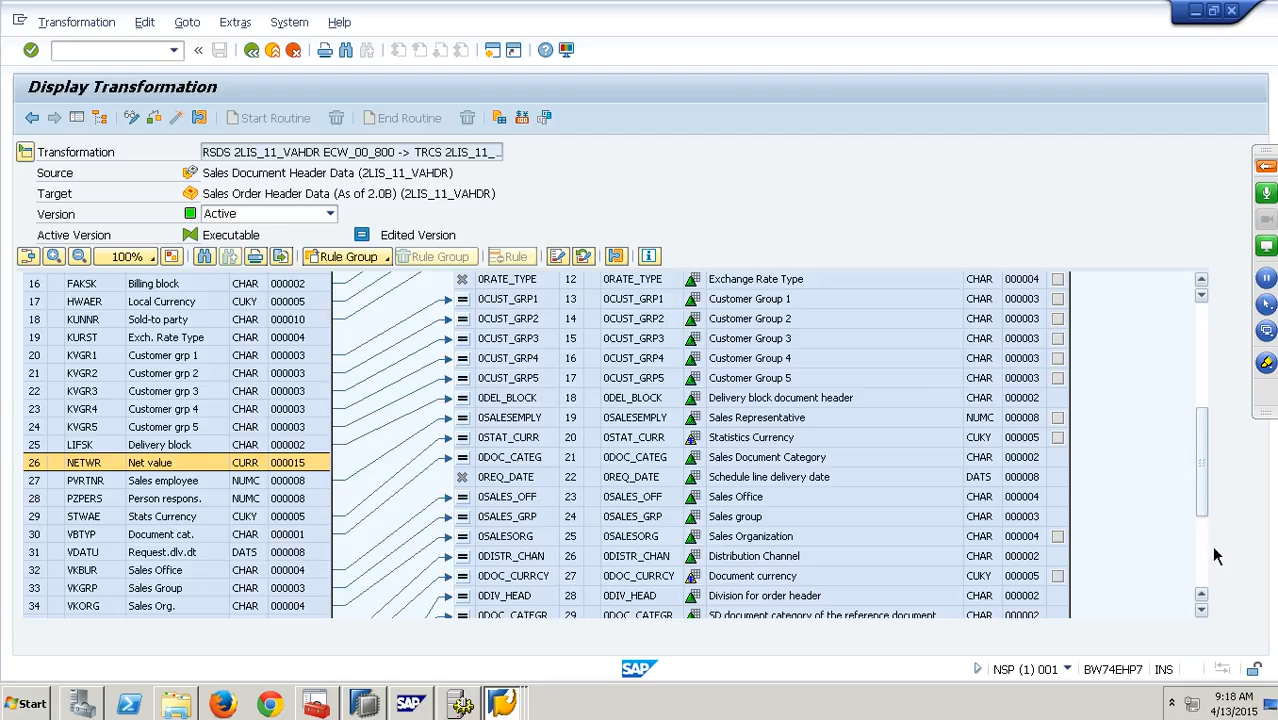 Transformation Edit Goto Extras System Help
Display Transformation
Start Routine End Routine
Transformation RSDS 2LIS_11_VAHDR ECW_00_800 -> TRCS 2LIS_11_...
Source Sales Document Header Data (2LIS_11_VAHDR)
Target Sales Order Header Data (As of 2.0B) (2LIS_11_VAHDR)
Version Active
Active Version Executable Edited Version
100% Rule Group Rule Group Rule
16 FAKSK Billing block CHAR 000002
17 HWAER Local Currency CUKY 000005
18 KUNNR Sold-to party CHAR 000010
19 KURST Exch. Rate Type CHAR 000004
20 KVGR1 Customer grp 1 CHAR 000003
21 KVGR2 Customer grp 2 CHAR 000003
22 KVGR3 Customer grp 3 CHAR 000003
23 KVGR4 Customer grp 4 CHAR 000003
24 KVGR5 Customer grp 5 CHAR 000003
25 LIFSK Delivery block CHAR 000002
26 NETWR Net value CURR 000015
27 PVRTNR Sales employee NUMC 000008
28 PZPERS Person respons. NUMC 000008
29 STWAE Stats Currency CUKY 000005
30 VBTYP Document cat. CHAR 000001
31 VDATU Request.dlv.dt DATS 000008
32 VKBUR Sales Office CHAR 000004
33 VKGRP Sales Group CHAR 000003
34 VKORG Sales Org. CHAR 000004
0RATE_TYPE 12 0RATE_TYPE Exchange Rate Type CHAR 000004
0CUST_GRP1 13 0CUST_GRP1 Customer Group 1 CHAR 000003
0CUST_GRP2 14 0CUST_GRP2 Customer Group 2 CHAR 000003
0CUST_GRP3 15 0CUST_GRP3 Customer Group 3 CHAR 000003
0CUST_GRP4 16 0CUST_GRP4 Customer Group 4 CHAR 000003
0CUST_GRP5 17 0CUST_GRP5 Customer Group 5 CHAR 000003
0DEL_BLOCK 18 0DEL_BLOCK Delivery block document header CHAR 000002
0SALESEMPLY 19 0SALESEMPLY Sales Representative NUMC 000008
0STAT_CURR 20 0STAT_CURR Statistics Currency CUKY 000005
0DOC_CATEG 21 0DOC_CATEG Sales Document Category CHAR 000002
0REQ_DATE 22 0REQ_DATE Schedule line delivery date DATS 000008
0SALES_OFF 23 0SALES_OFF Sales Office CHAR 000004
0SALES_GRP 24 0SALES_GRP Sales group CHAR 000003
0SALESORG 25 0SALESORG Sales Organization CHAR 000004
0DISTR_CHAN 26 0DISTR_CHAN Distribution Channel CHAR 000002
0DOC_CURRCY 27 0DOC_CURRCY Document currency CUKY 000005
0DIV_HEAD 28 0DIV_HEAD Division for order header CHAR 000002
0DOC_CATEGR 29 0DOC_CATEGR SD document category of the reference document CHAR 000002
SAP NSP (1) 001 BW74EHP7 INS
Start SAP 9:18 AM
4/13/2015